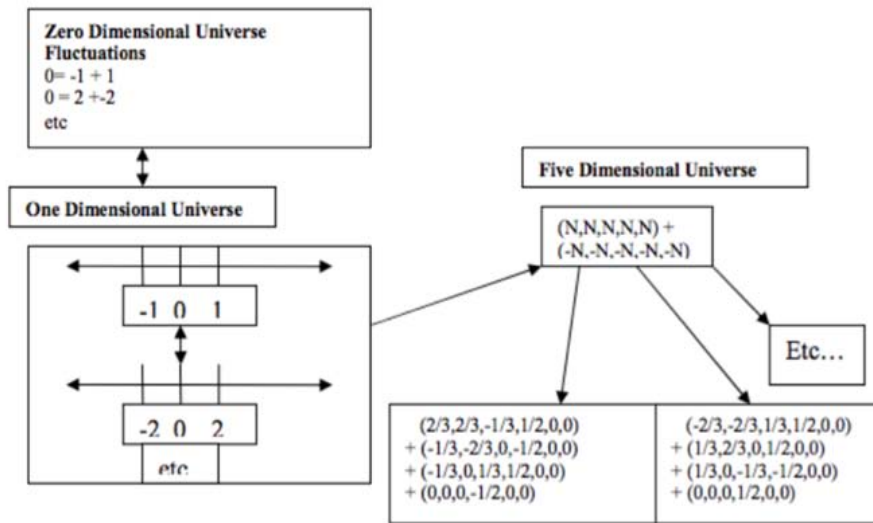 Zero Dimensional Universe
Fluctuations
0= -1 + 1
0 = 2 +-2
etc
One Dimensional Universe
-1 0 1
-2 0 2
etc
Five Dimensional Universe
(N,N,N,N,N) +
(-N,-N,-N,-N,-N)
Etc...
(2/3,2/3,-1/3,1/2,0,0)
+ (-1/3,-2/3,0,-1/2,0,0)
+ (-1/3,0,1/3,1/2,0,0)
+ (0,0,0,-1/2,0,0)
(-2/3,-2/3,1/3,1/2,0,0)
+ (1/3,2/3,0,1/2,0,0)
+ (1/3,0,-1/3,-1/2,0,0)
+ (0,0,0,1/2,0,0)